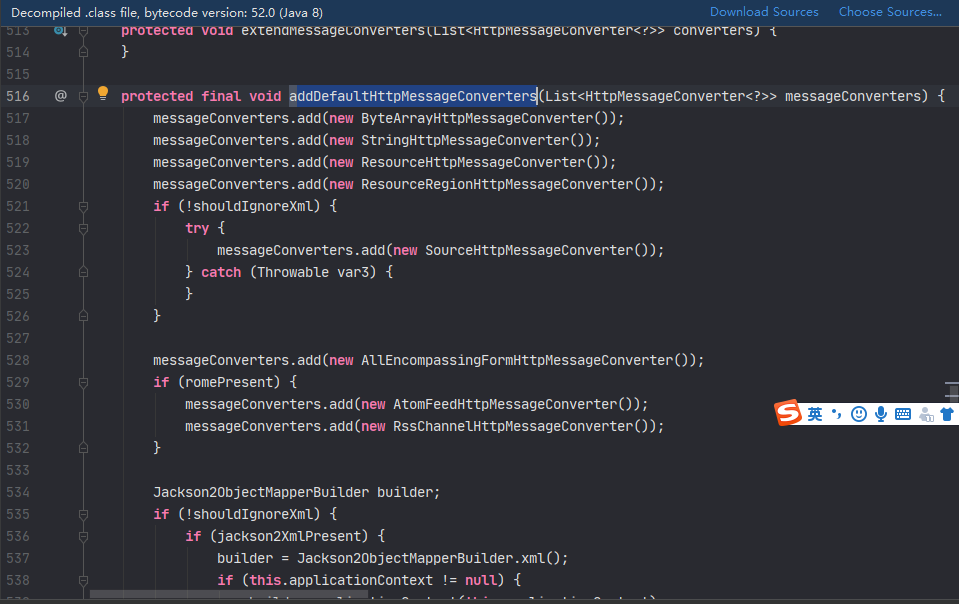 Decompiled .class file, bytecode version: 52.0 (Java 8) Download Sources Choose Sources...
513 protected void extendMessageConverters(List<HttpMessageConverter<?>> converters) {
514 }
515
516 @ protected final void addDefaultHttpMessageConverters(List<HttpMessageConverter<?>> messageConverters) {
517 messageConverters.add(new ByteArrayHttpMessageConverter());
518 messageConverters.add(new StringHttpMessageConverter());
519 messageConverters.add(new ResourceHttpMessageConverter());
520 messageConverters.add(new ResourceRegionHttpMessageConverter());
521 if (!shouldIgnoreXml) {
522 try {
523 messageConverters.add(new SourceHttpMessageConverter());
524 } catch (Throwable var3) {
525 }
526 }
527
528 messageConverters.add(new AllEncompassingFormHttpMessageConverter());
529 if (romePresent) {
530 messageConverters.add(new AtomFeedHttpMessageConverter());
531 messageConverters.add(new RssChannelHttpMessageConverter());
S 英
532 }
533
534 Jackson2ObjectMapperBuilder builder;
535 if (!shouldIgnoreXml) {
536 if (jackson2XmlPresent) {
537 builder = Jackson2ObjectMapperBuilder.xml();
538 if (this.applicationContext != null) {